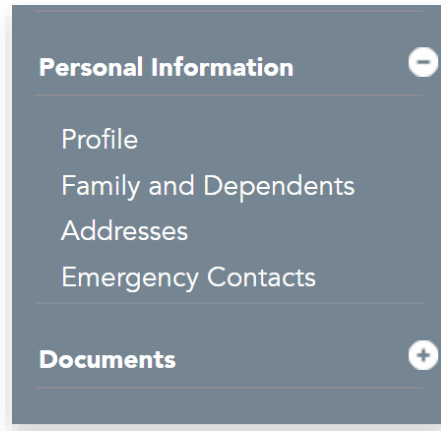 Personal Information
Profile
Family and Dependents
Addresses
Emergency Contacts
Documents